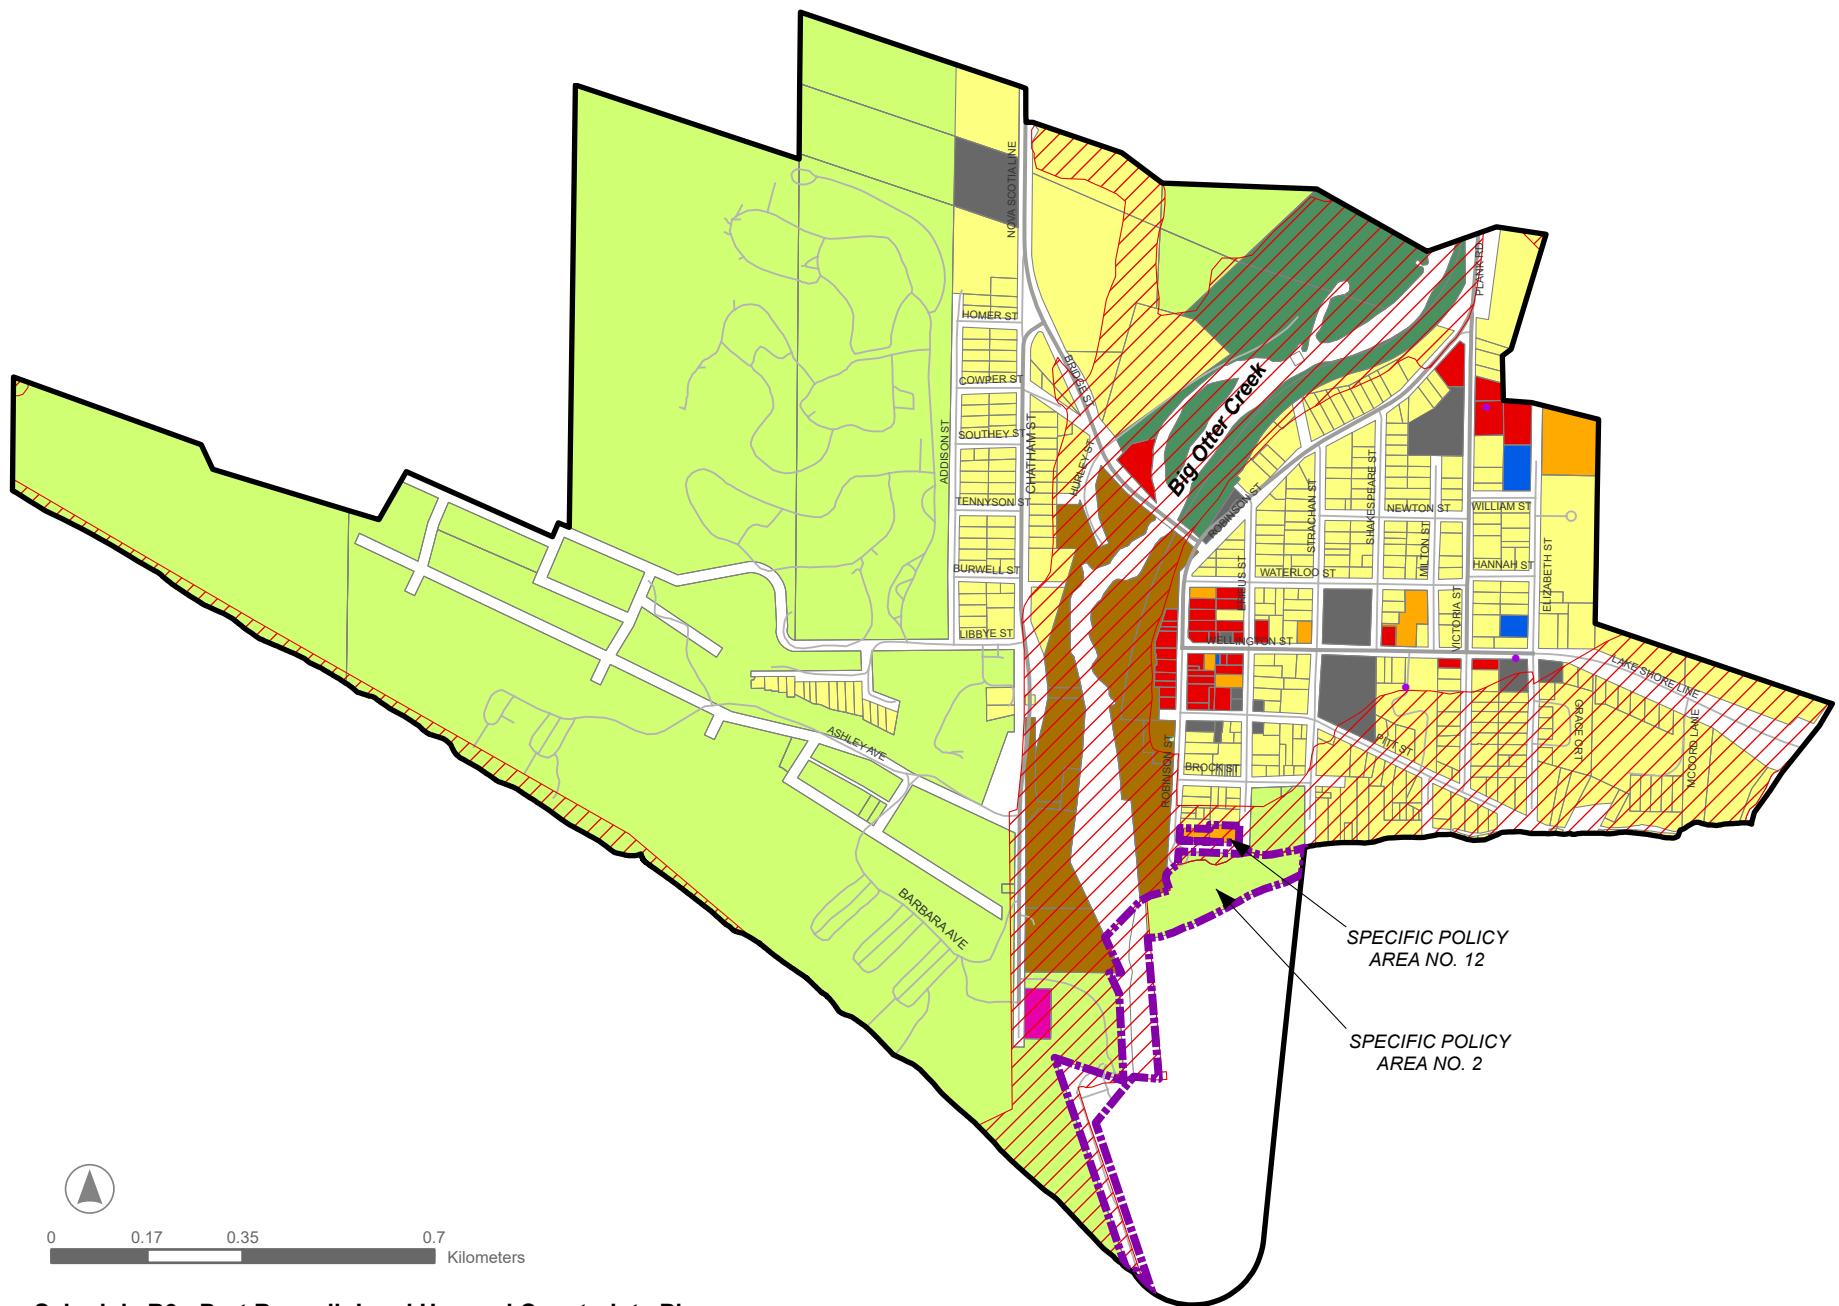 NOVA SCOTIA LINE
PLANK RD
HOMER ST
BRIDGE ST
COWPER ST
Big Otter Creek
ADDISON ST
SOUTHEY ST
CHATHAM ST
HURLEY ST
TENNYSON ST
ROBINSON ST
STRACHAN ST
SHAKESPEARE ST
NEWTON ST
WILLIAM ST
MILTON ST
BURWELL ST
WATERLOO ST
HANNAH ST
ELIZABETH ST
ERIEUS ST
VICTORIA ST
LIBBYE ST
WELLINGTON ST
LAKE SHORE LINE
GRACE CRT
MCCORD LANE
ASHLEY AVE
PITT ST
ROBINSON ST
BROCK ST
BARBARA AVE
SPECIFIC POLICY
AREA NO. 12
SPECIFIC POLICY
AREA NO. 2
0 0.17 0.35 0.7
Kilometers